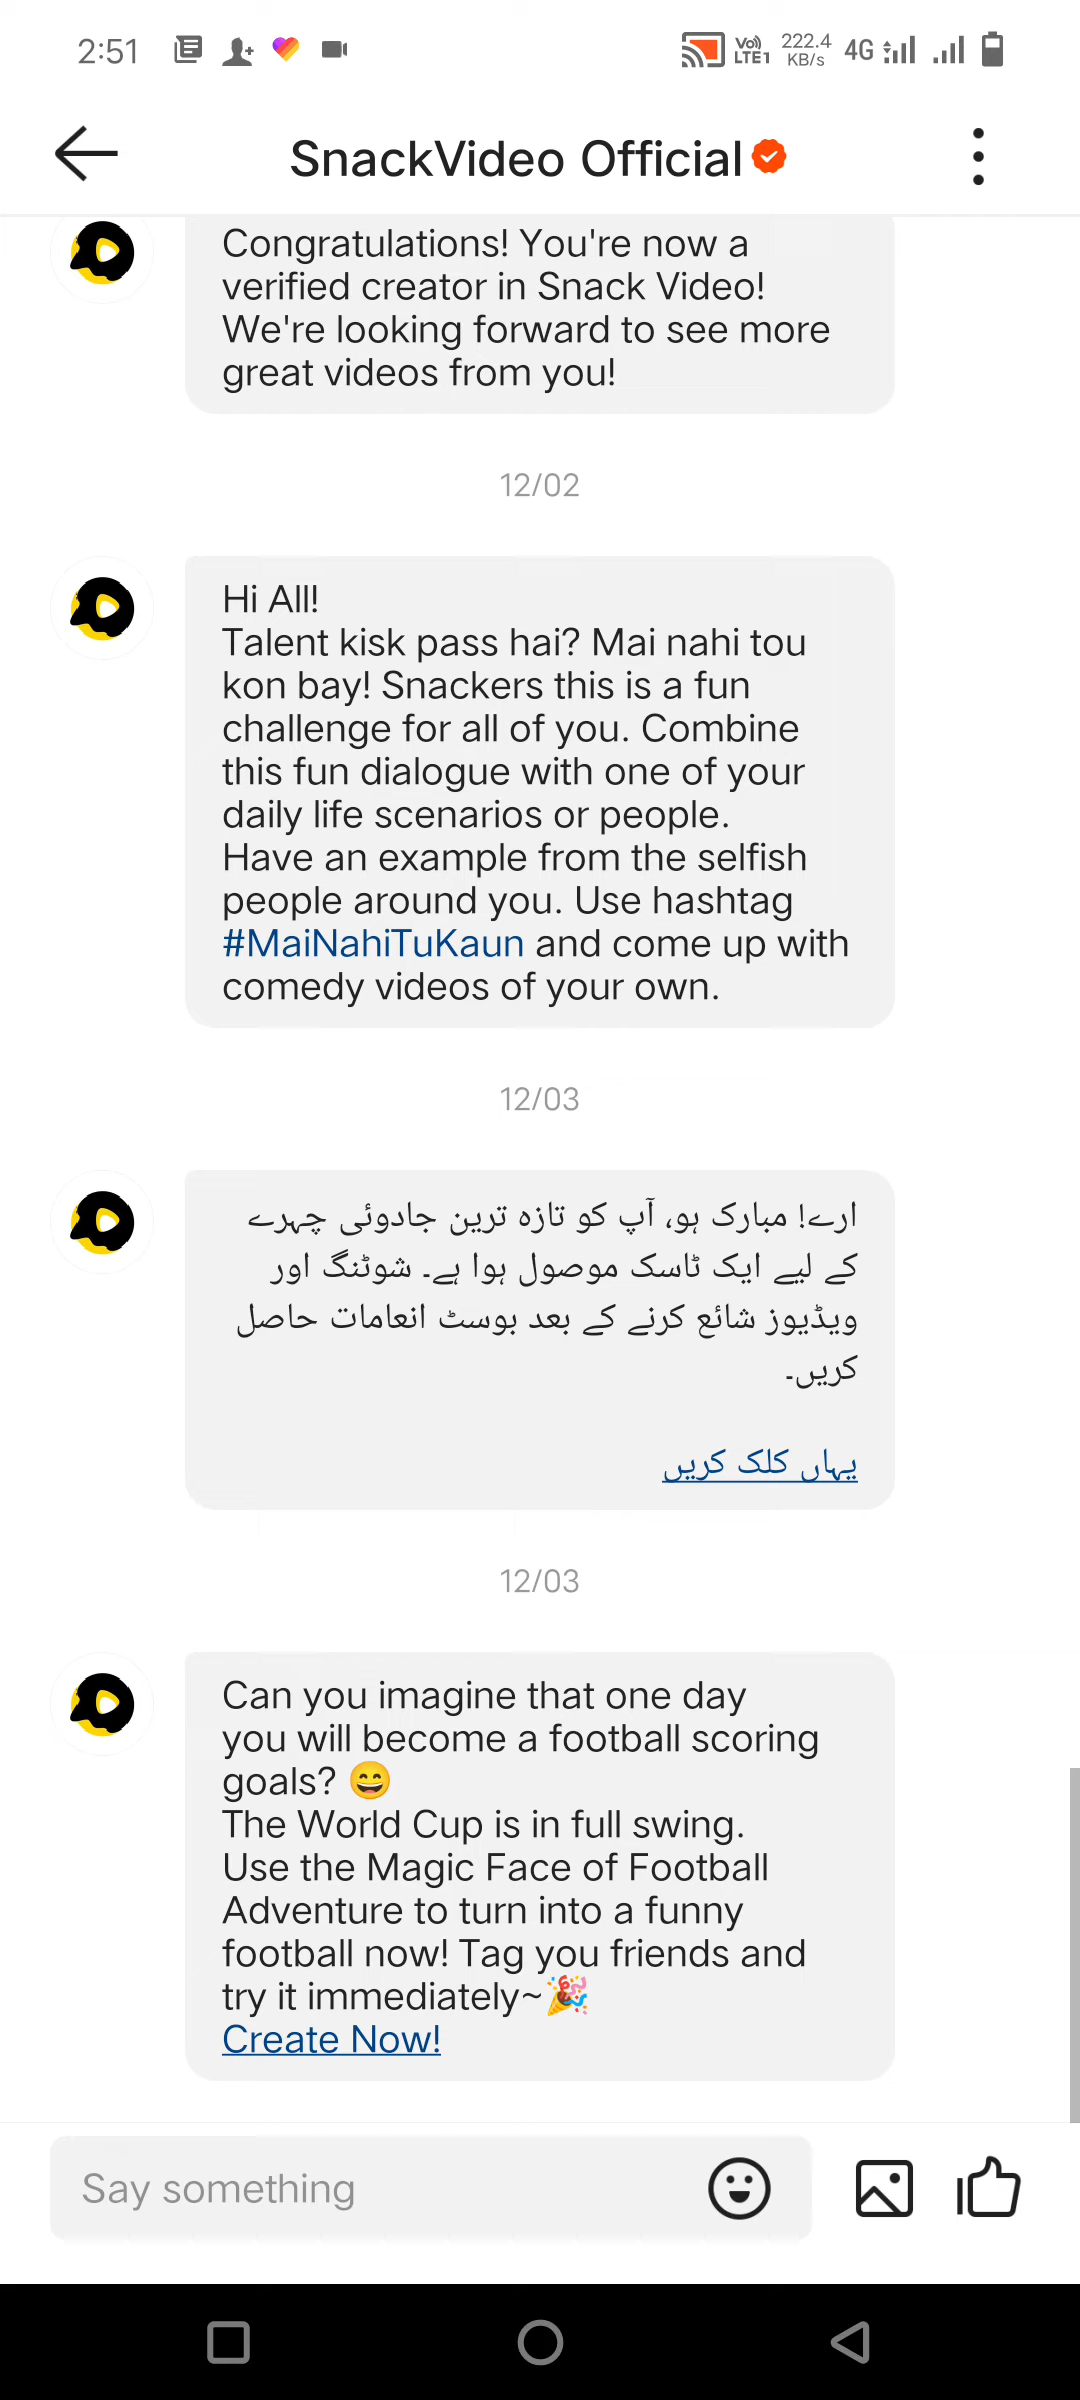 2:51
Vo)) LTE1
222.4 KB/s
4G
SnackVideo Official
Congratulations! You're now a
verified creator in Snack Video!
We're looking forward to see more
great videos from you!
12/02
Hi All!
Talent kisk pass hai? Mai nahi tou
kon bay! Snackers this is a fun
challenge for all of you. Combine
this fun dialogue with one of your
daily life scenarios or people.
Have an example from the selfish
people around you. Use hashtag
#MaiNahiTuKaun and come up with
comedy videos of your own.
12/03
ارے! مبارک ہو، آپ کو تازہ ترین جادوئی چہرے
کے لیے ایک ٹاسک موصول ہوا ہے۔ شوٹنگ اور
ویڈیوز شائع کرنے کے بعد بوسٹ انعامات حاصل
کریں۔
یہاں کلک کریں
12/03
Can you imagine that one day
you will become a football scoring
goals? 😄
The World Cup is in full swing.
Use the Magic Face of Football
Adventure to turn into a funny
football now! Tag you friends and
try it immediately~🎉
Create Now!
Say something